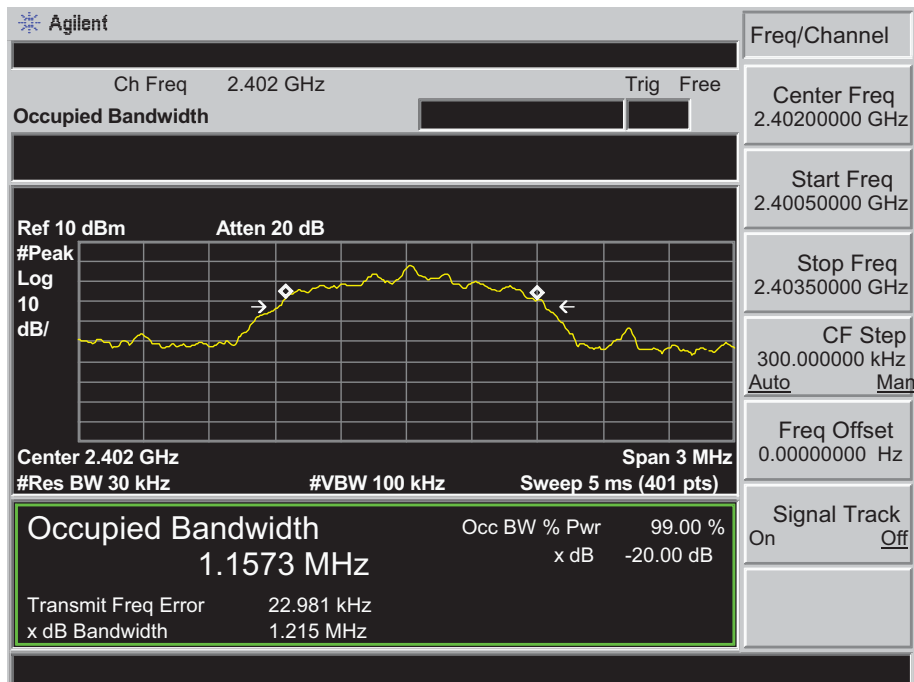 Agilent
Freq/Channel
Ch Freq 2.402 GHz Trig Free
Occupied Bandwidth
Center Freq
2.40200000 GHz
Start Freq
2.40050000 GHz
Stop Freq
2.40350000 GHz
CF Step
300.000000 kHz
Auto Man
Freq Offset
0.00000000 Hz
Signal Track
On Off
Ref 10 dBm Atten 20 dB
#Peak
Log
10
dB/
Center 2.402 GHz Span 3 MHz
#Res BW 30 kHz #VBW 100 kHz Sweep 5 ms (401 pts)
Occupied Bandwidth Occ BW % Pwr 99.00 %
1.1573 MHz x dB -20.00 dB
Transmit Freq Error 22.981 kHz
x dB Bandwidth 1.215 MHz